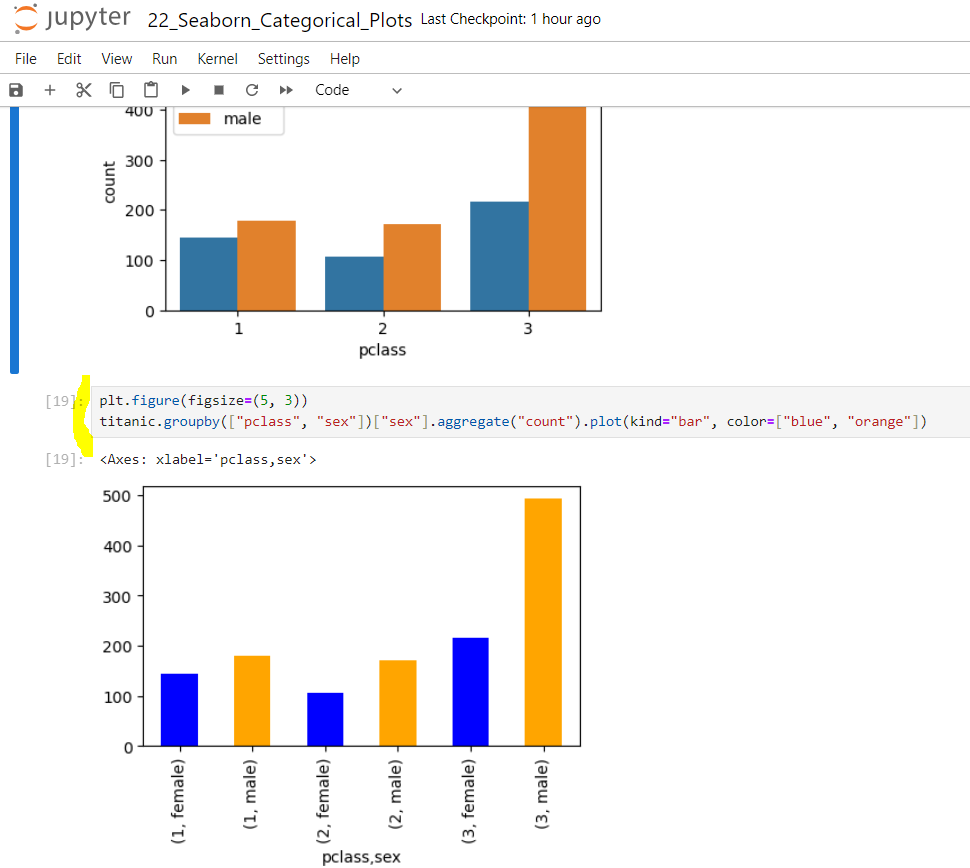 jupyter 22_Seaborn_Categorical_Plots Last Checkpoint: 1 hour ago
File Edit View Run Kernel Settings Help
Code
400
male
300
count
200
100
0
1 2 3
pclass
[19]: plt.figure(figsize=(5, 3))
titanic.groupby(["pclass", "sex"])["sex"].aggregate("count").plot(kind="bar", color=["blue", "orange"])
[19]: <Axes: xlabel='pclass,sex'>
500
400
300
200
100
0
(1, female) (1, male) (2, female) (2, male) (3, female) (3, male)
pclass,sex